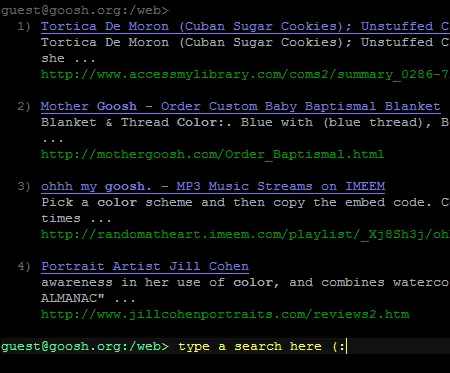 guest@goosh.org:/web>
1) Tortica De Moron (Cuban Sugar Cookies); Unstuffed C
Tortica De Moron (Cuban Sugar Cookies); Unstuffed C
she ...
http://www.accessmylibrary.com/coms2/summary_0286-7
2) Mother Goosh - Order Custom Baby Baptismal Blanket
Blanket & Thread Color:. Blue with (blue thread), B
...
http://mothergoosh.com/Order_Baptismal.html
3) ohhh my goosh. - MP3 Music Streams on IMEEM
Pick a color scheme and then copy the embed code. C
times ...
http://randomatheart.imeem.com/playlist/_Xj8Sh3j/oh
4) Portrait Artist Jill Cohen
awareness in her use of color, and combines waterco
ALMANAC" ...
http://www.jillcohenportraits.com/reviews2.htm
guest@goosh.org:/web> type a search here (: